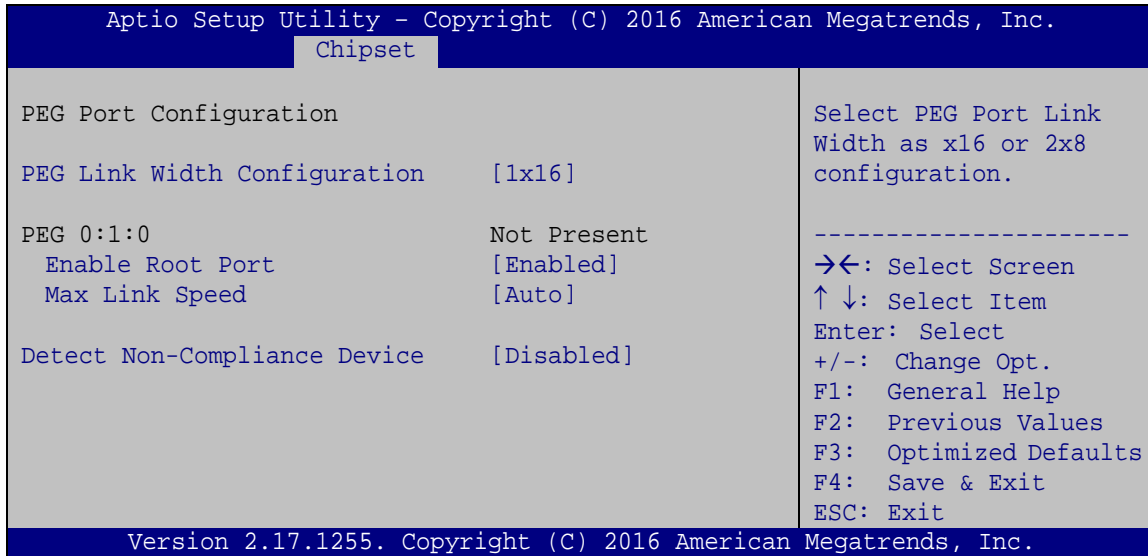 Aptio Setup Utility – Copyright (C) 2016 American Megatrends, Inc.
Chipset
PEG Port Configuration
PEG Link Width Configuration [1x16]
PEG 0:1:0 Not Present
Enable Root Port [Enabled]
Max Link Speed [Auto]
Detect Non-Compliance Device [Disabled]
Select PEG Port Link
Width as x16 or 2x8
configuration.
----------------------
→←: Select Screen
↑ ↓: Select Item
Enter: Select
+/-: Change Opt.
F1: General Help
F2: Previous Values
F3: Optimized Defaults
F4: Save & Exit
ESC: Exit
Version 2.17.1255. Copyright (C) 2016 American Megatrends, Inc.